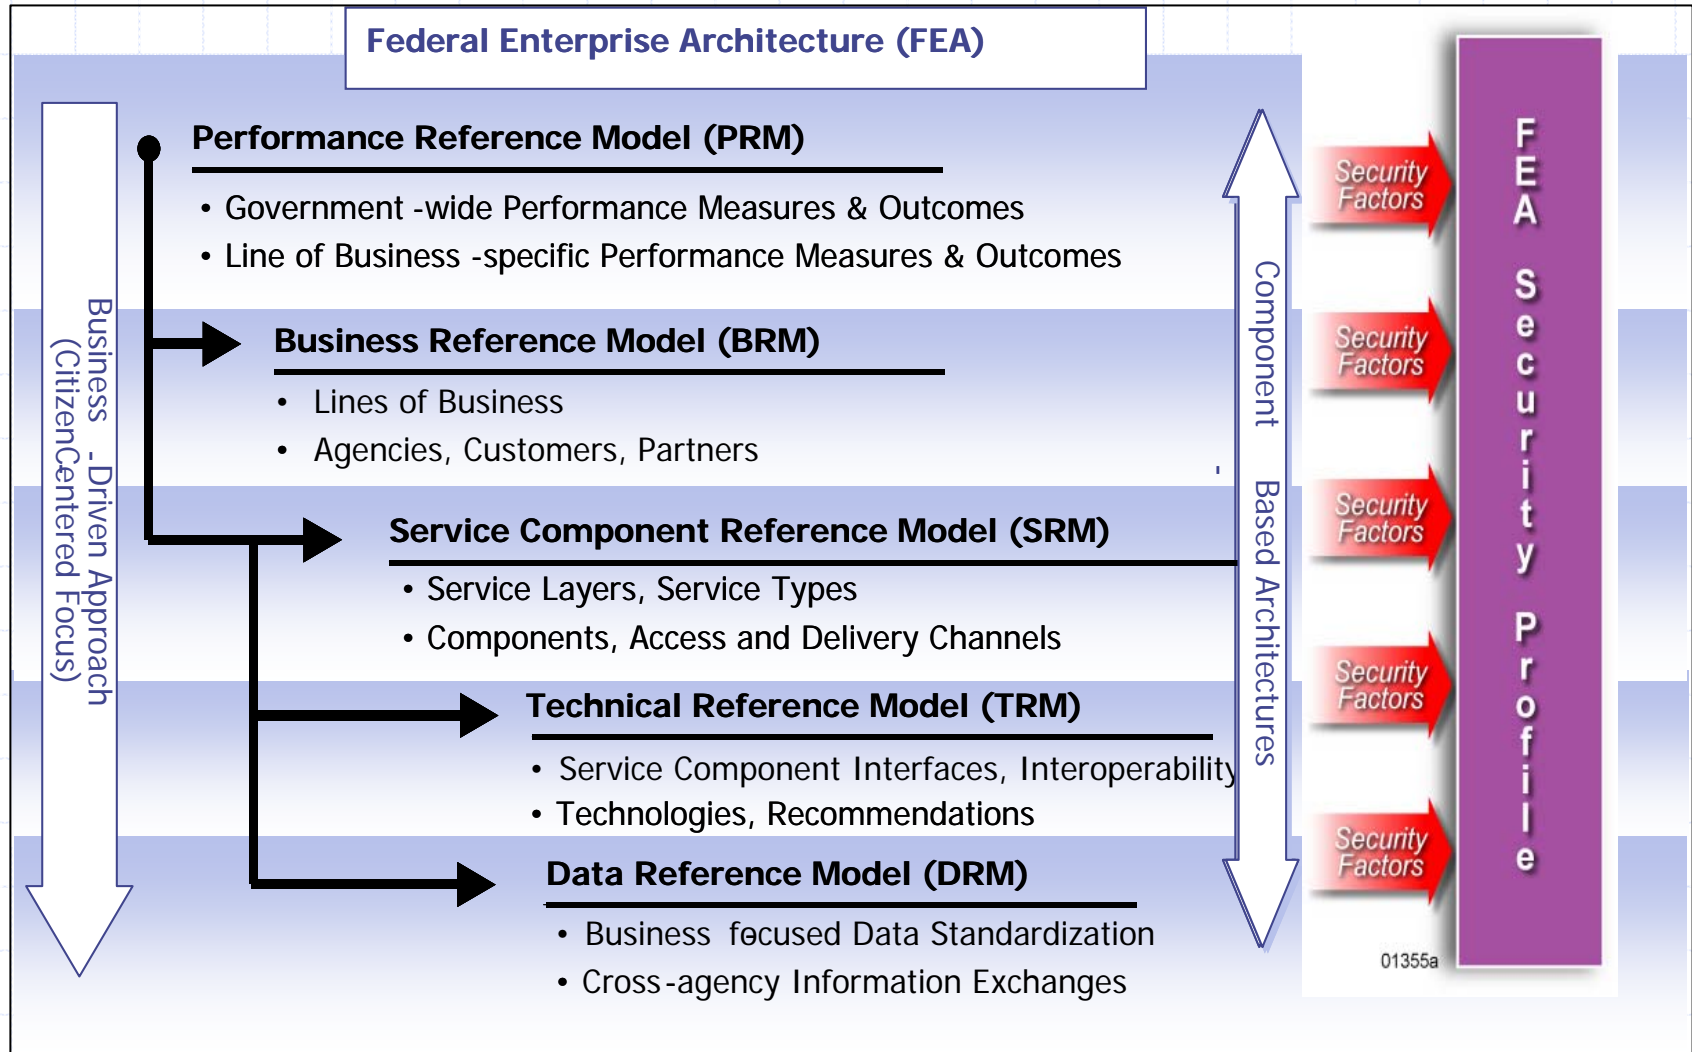 Federal Enterprise Architecture (FEA)
Performance Reference Model (PRM)
• Government -wide Performance Measures & Outcomes
• Line of Business -specific Performance Measures & Outcomes
Business Reference Model (BRM)
• Lines of Business
• Agencies, Customers, Partners
Service Component Reference Model (SRM)
• Service Layers, Service Types
• Components, Access and Delivery Channels
Technical Reference Model (TRM)
• Service Component Interfaces, Interoperability
• Technologies, Recommendations
Data Reference Model (DRM)
• Business focused Data Standardization
• Cross-agency Information Exchanges
Business -Driven Approach
(Citizen-Centered Focus)
Component - Based Architectures
Security
Factors
Security
Factors
Security
Factors
Security
Factors
Security
Factors
FEA Security Profile
01355a